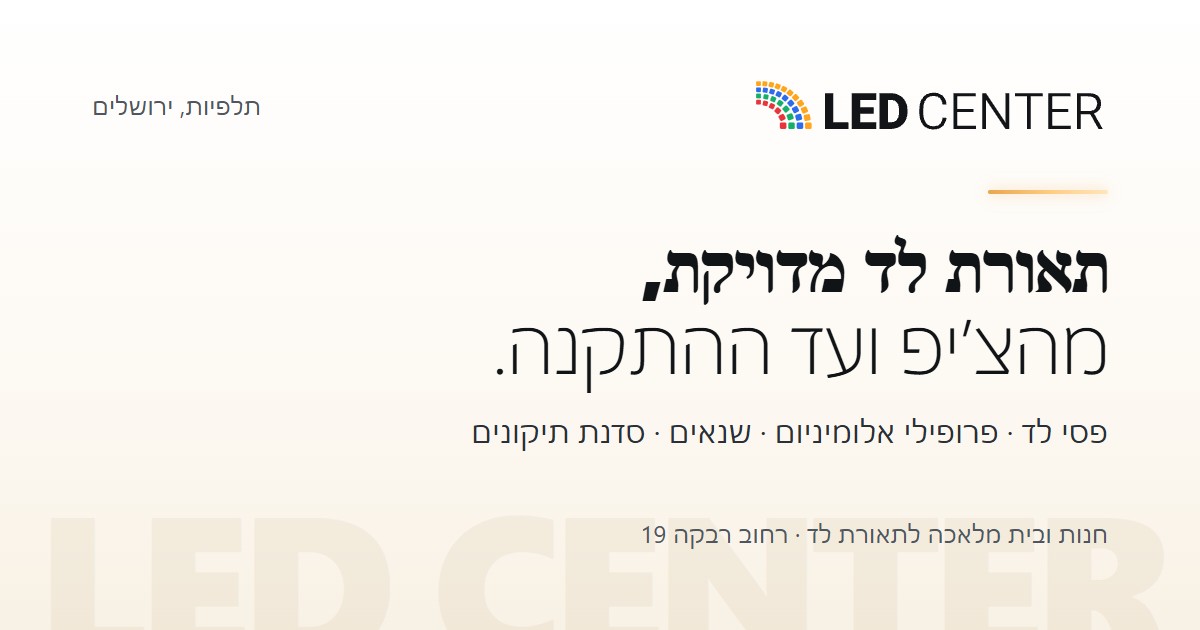 LED CENTER
תלפיות, ירושלים
תאורת לד מדויקת,
מהצ'יפ ועד ההתקנה.
פסי לד · פרופילי אלומיניום · שנאים · סדנת תיקונים
חנות ובית מלאכה לתאורת לד · רחוב רבקה 19
LED CENTER